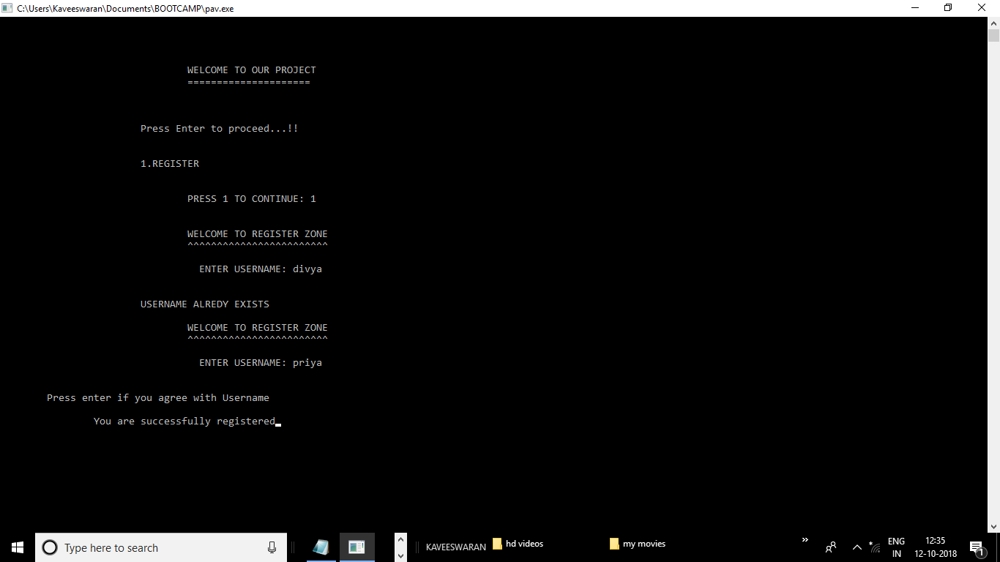 C:\Users\Kaveeswaran\Documents\BOOTCAMP\pav.exe
WELCOME TO OUR PROJECT
=====================
Press Enter to proceed...!!
1.REGISTER
PRESS 1 TO CONTINUE: 1
WELCOME TO REGISTER ZONE
^^^^^^^^^^^^^^^^^^^^^^^^
ENTER USERNAME: divya
USERNAME ALREDY EXISTS
WELCOME TO REGISTER ZONE
^^^^^^^^^^^^^^^^^^^^^^^^
ENTER USERNAME: priya
Press enter if you agree with Username
You are successfully registered
Type here to search
KAVEESWARAN
hd videos
my movies
ENG
IN
12:35
12-10-2018
1